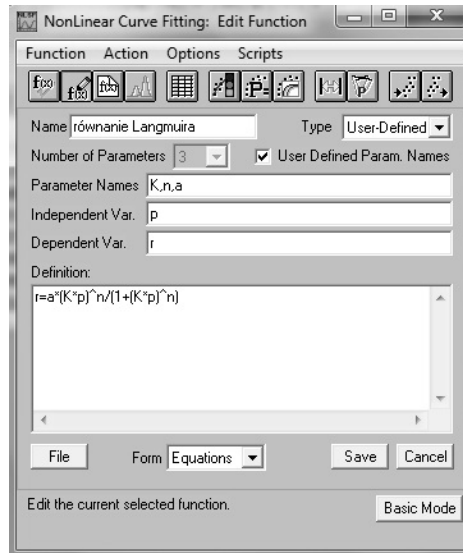 NonLinear Curve Fitting: Edit Function
Function Action Options Scripts
Name równanie Langmuira Type User-Defined
Number of Parameters 3 User Defined Param. Names
Parameter Names K,n,a
Independent Var. p
Dependent Var. r
Definition:
r=a*(K*p)^n/(1+(K*p)^n)
File Form Equations Save Cancel
Edit the current selected function. Basic Mode